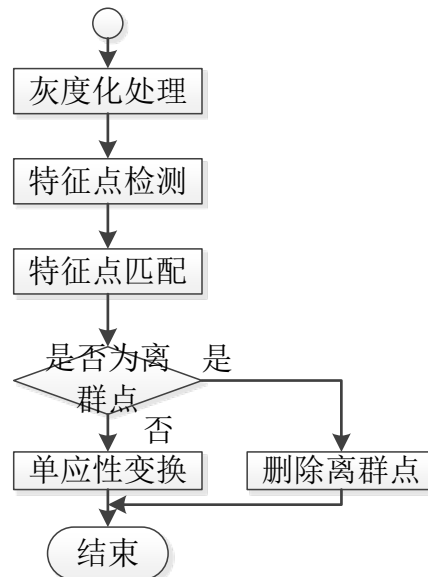 灰度化处理
特征点检测
特征点匹配
是否为离
群点
是
否
单应性变换
删除离群点
结束